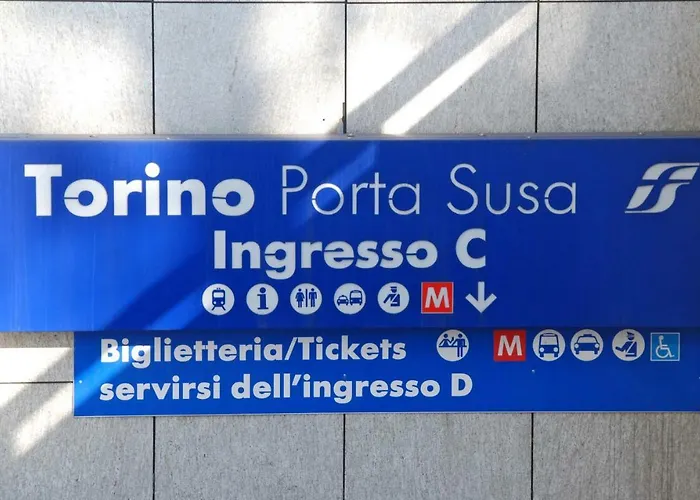 Torino Porta Susa
Ingresso C
M
Biglietteria/Tickets M
servirsi dell'ingresso D